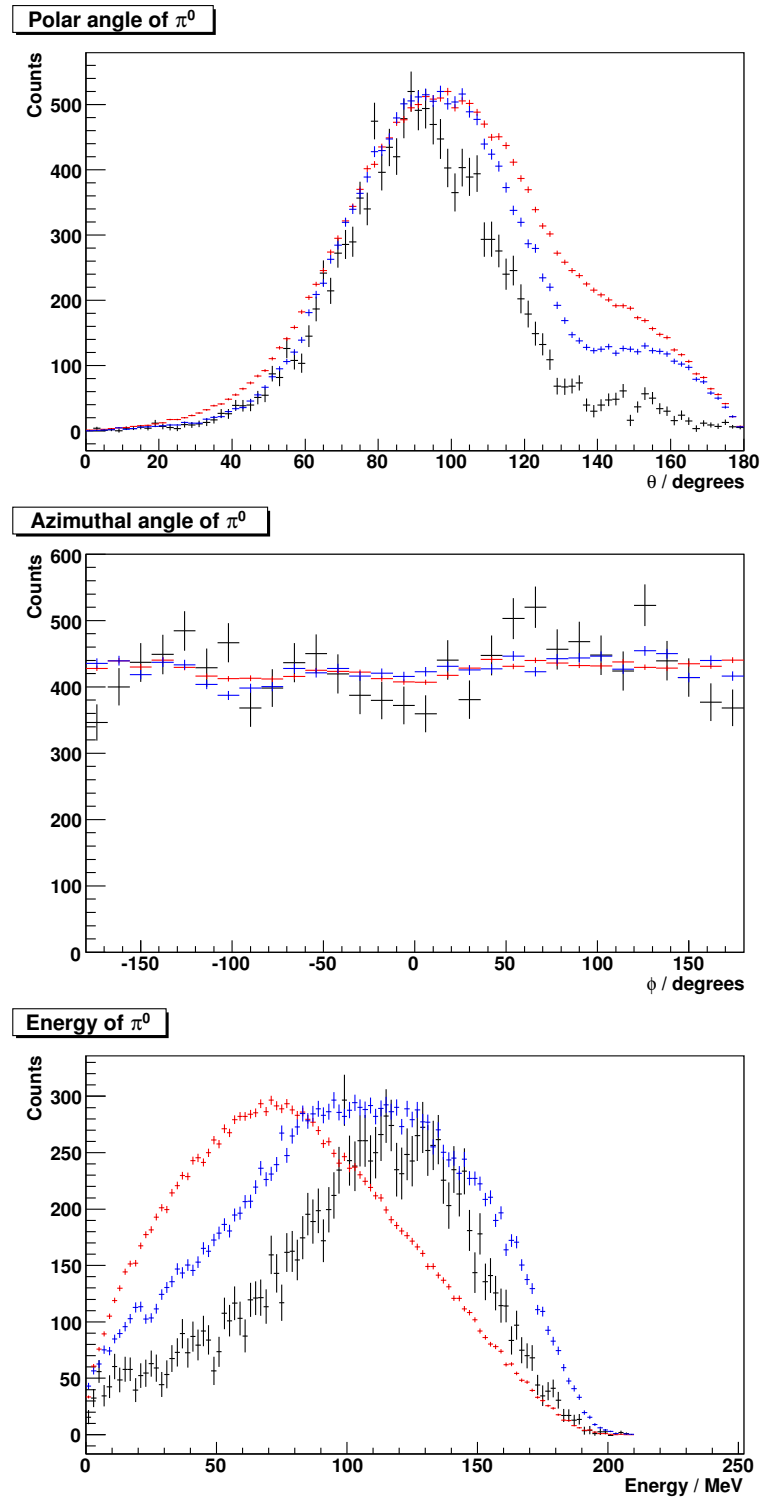 Polar angle of π⁰
Counts
500
400
300
200
100
0
0 20 40 60 80 100 120 140 160 180
θ / degrees
Azimuthal angle of π⁰
Counts
600
500
400
300
200
100
0
-150 -100 -50 0 50 100 150
ϕ / degrees
Energy of π⁰
Counts
300
250
200
150
100
50
0
0 50 100 150 200 250
Energy / MeV